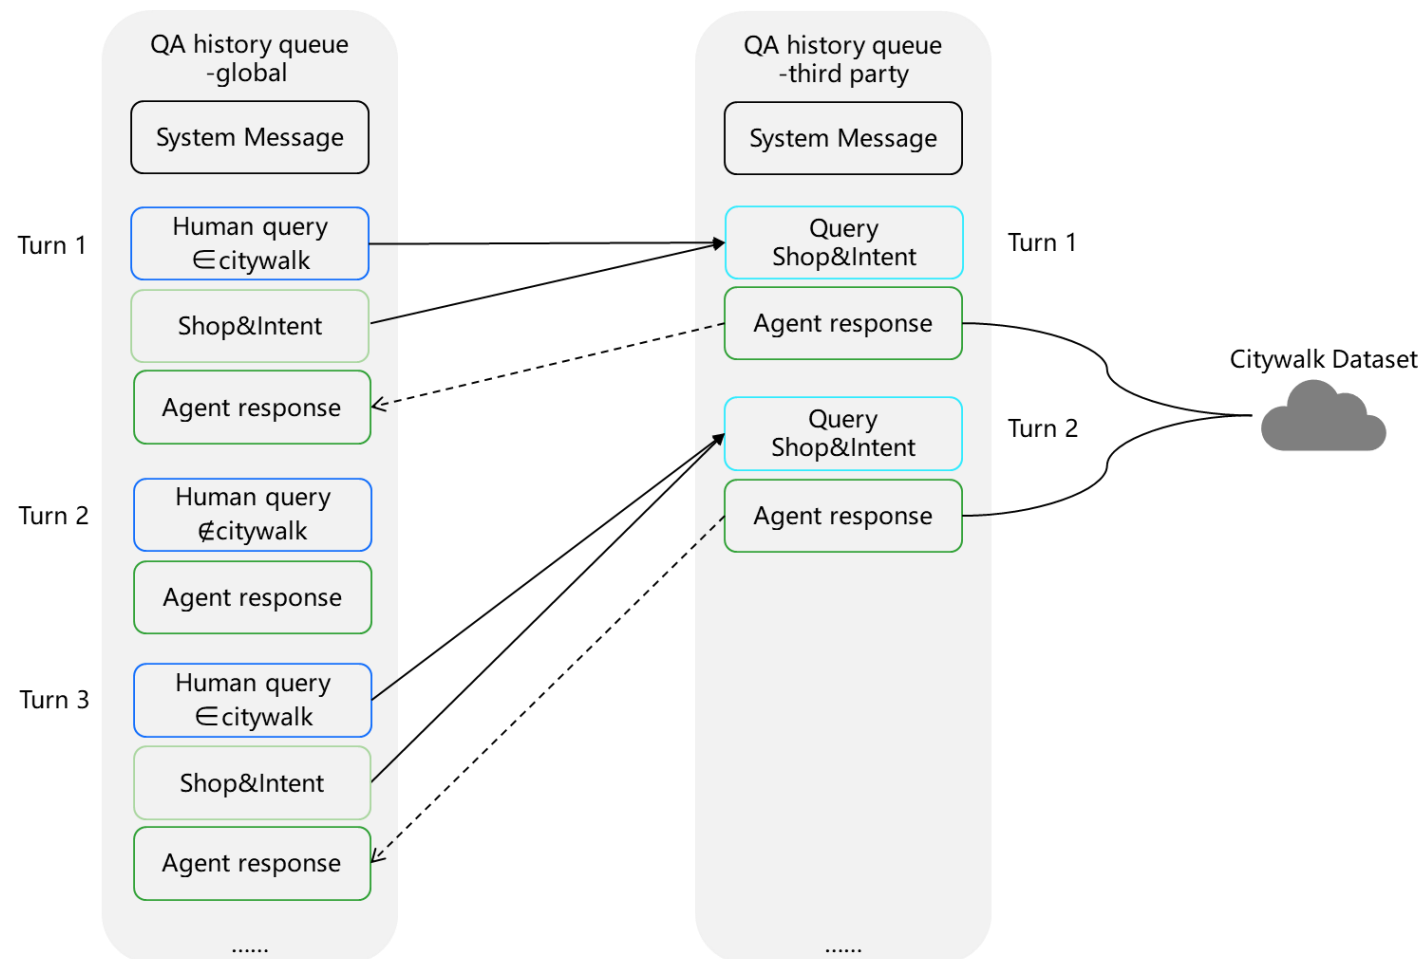 QA history queue
-global
System Message
Turn 1
Human query
∈citywalk
Shop&Intent
Agent response
Turn 2
Human query
∉citywalk
Agent response
Turn 3
Human query
∈citywalk
Shop&Intent
Agent response
......
QA history queue
-third party
System Message
Query
Shop&Intent
Turn 1
Agent response
Query
Shop&Intent
Turn 2
Agent response
......
Citywalk Dataset